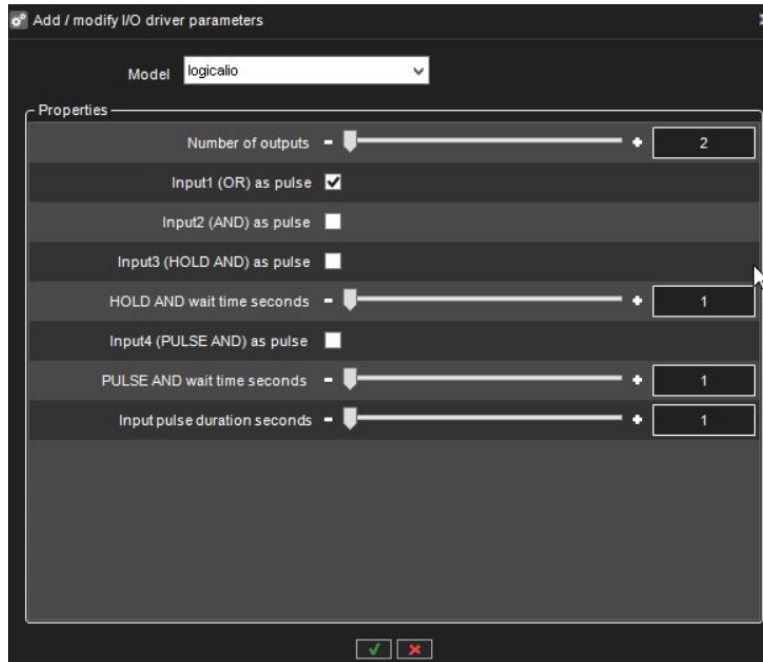 Add / modify I/O driver parameters
Model logicalio
Properties
Number of outputs - + 2
Input1 (OR) as pulse
Input2 (AND) as pulse
Input3 (HOLD AND) as pulse
HOLD AND wait time seconds - + 1
Input4 (PULSE AND) as pulse
PULSE AND wait time seconds - + 1
Input pulse duration seconds - + 1